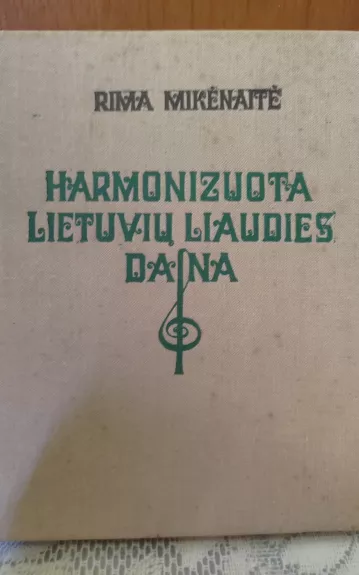 RIMA MIKĖNAITĖ
HARMONIZUOTA
LIETUVIŲ LIAUDIES
DAINA